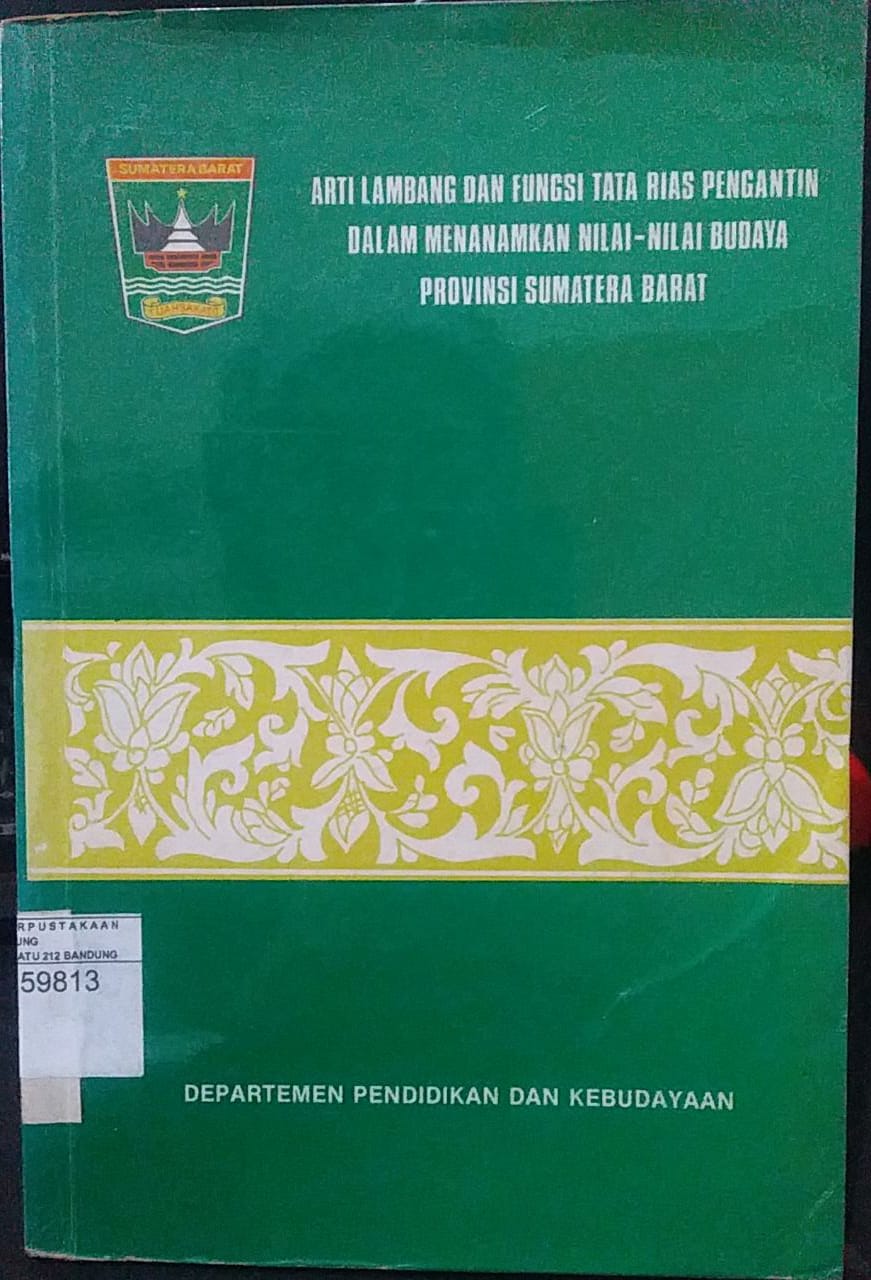 SUMATERA BARAT
ARTI LAMBANG DAN FUNGSI TATA RIAS PENGANTIN
DALAM MENANAMKAN NILAI-NILAI BUDAYA
PROVINSI SUMATERA BARAT
RPUSTAKAAN
UNG
ATU 212 BANDUNG
59813
DEPARTEMEN PENDIDIKAN DAN KEBUDAYAAN